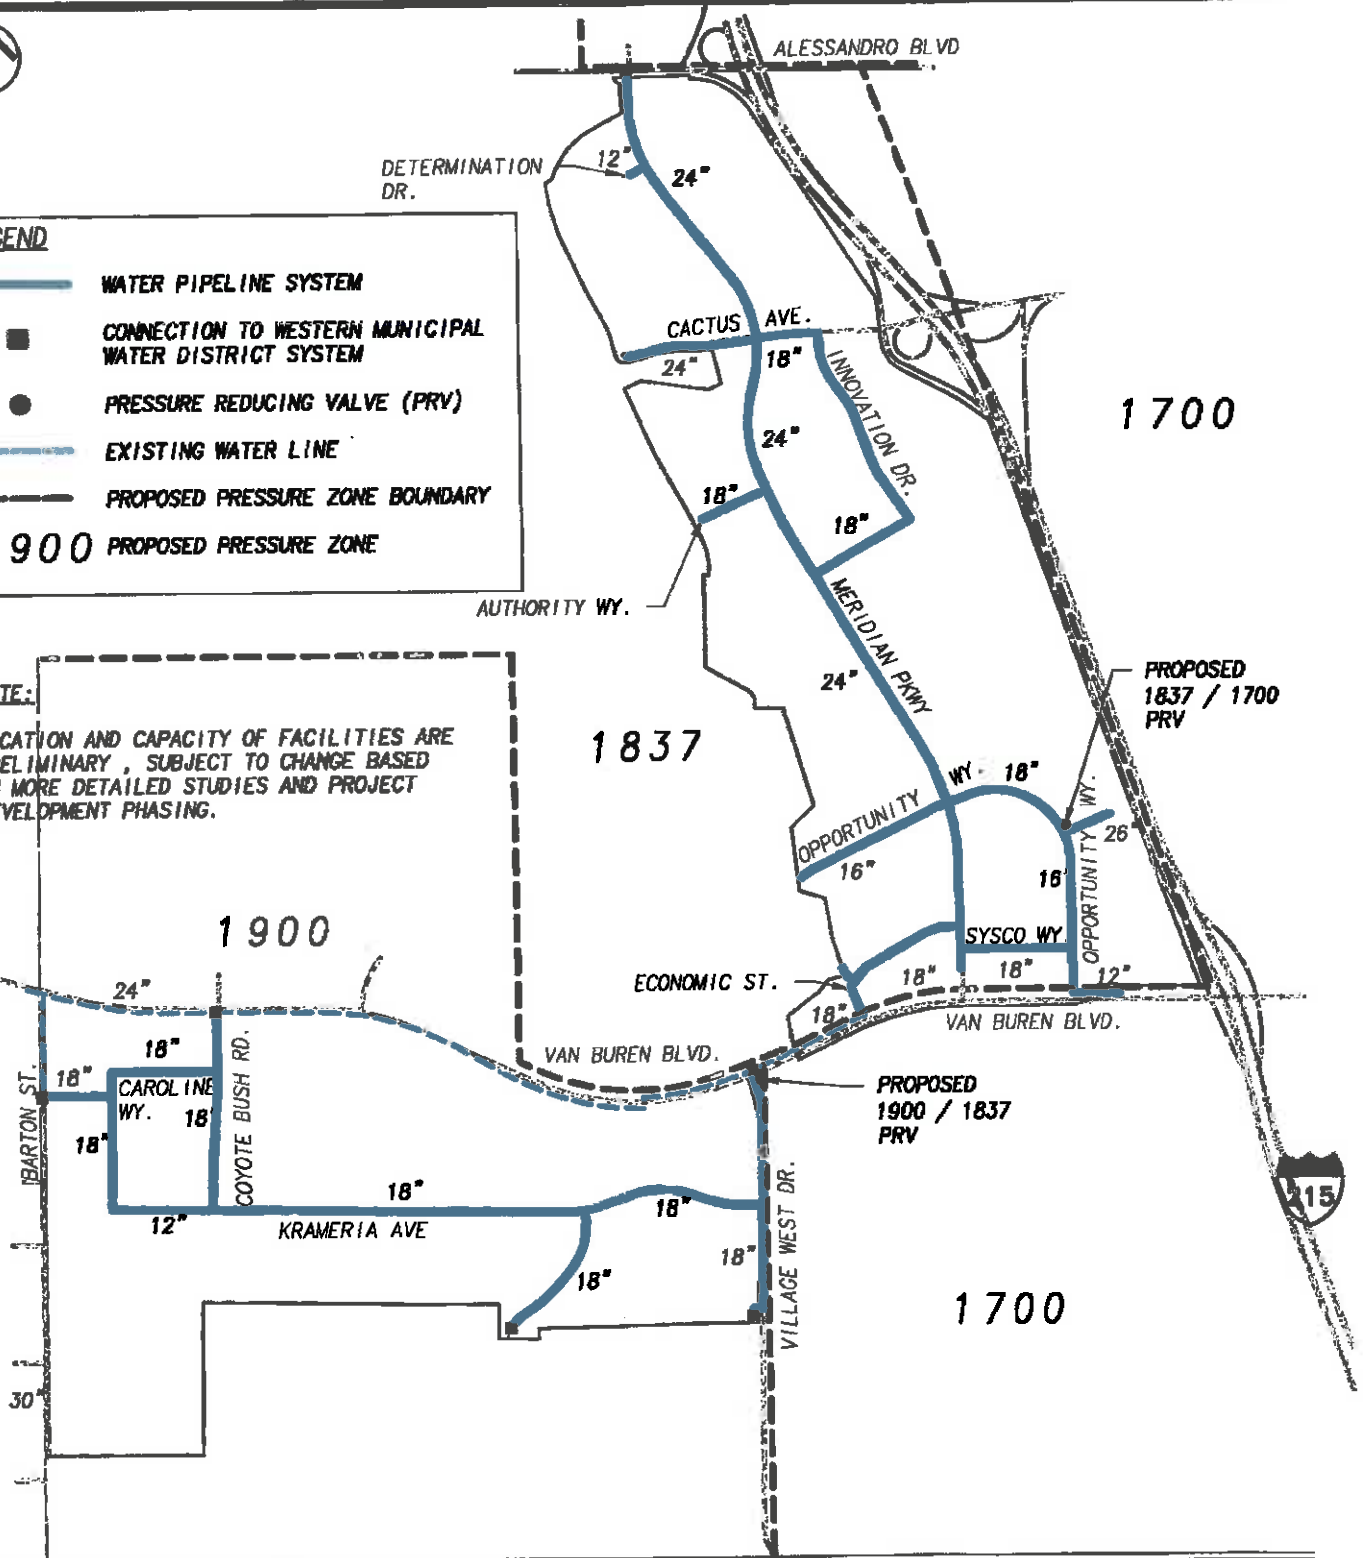 ALESSANDRO BLVD
DETERMINATION
DR.
12"
24"
GEND
WATER PIPELINE SYSTEM
CONNECTION TO WESTERN MUNICIPAL
WATER DISTRICT SYSTEM
PRESSURE REDUCING VALVE (PRV)
EXISTING WATER LINE
PROPOSED PRESSURE ZONE BOUNDARY
900 PROPOSED PRESSURE ZONE
CACTUS AVE.
24"
18"
INNOVATION DR.
24"
18"
18"
1700
AUTHORITY WY.
MERIDIAN PKWY
24"
TE:
CATION AND CAPACITY OF FACILITIES ARE
ELIMINARY , SUBJECT TO CHANGE BASED
MORE DETAILED STUDIES AND PROJECT
VELOPMENT PHASING.
1837
PROPOSED
1837 / 1700
PRV
OPPORTUNITY WY.
18"
16"
26"
16'
OPPORTUNITY WY.
1900
SYSCO WY.
18"
18"
12"
ECONOMIC ST.
18"
VAN BUREN BLVD.
24"
VAN BUREN BLVD.
PROPOSED
1900 / 1837
PRV
BARTON ST.
18"
18"
CAROLINE
WY.
18"
18'
COYOTE BUSH RD.
12"
18"
KRAMERIA AVE
18"
18"
18"
VILLAGE WEST DR.
215
1700
30"